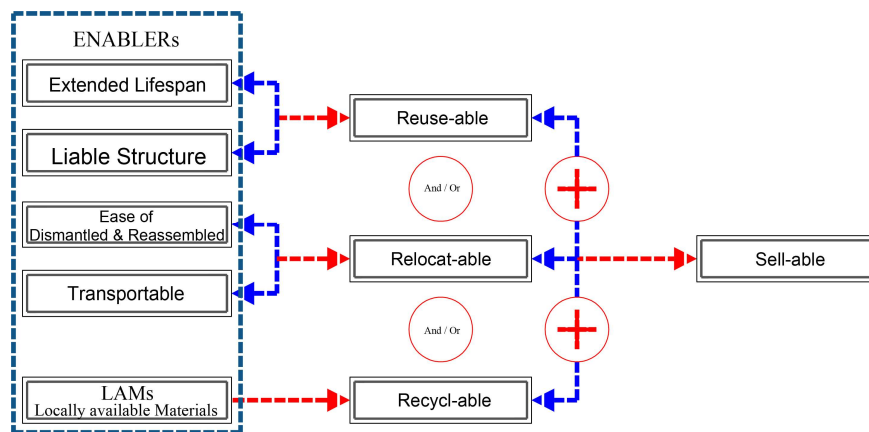 ENABLERs
Extended Lifespan
Liable Structure
Ease of
Dismantled & Reassembled
Transportable
LAMs
Locally available Materials
Reuse-able
And / Or
Relocat-able
And / Or
Recycl-able
Sell-able